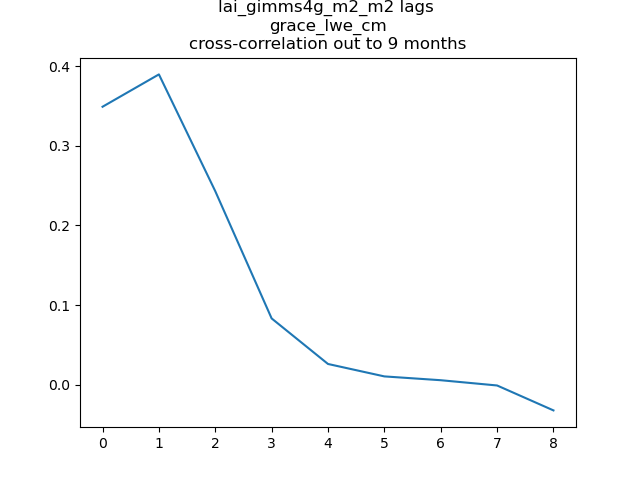 lai_gimms4g_m2_m2 lags
grace_lwe_cm
cross-correlation out to 9 months
0.4
0.3
0.2
0.1
0.0
0 1 2 3 4 5 6 7 8